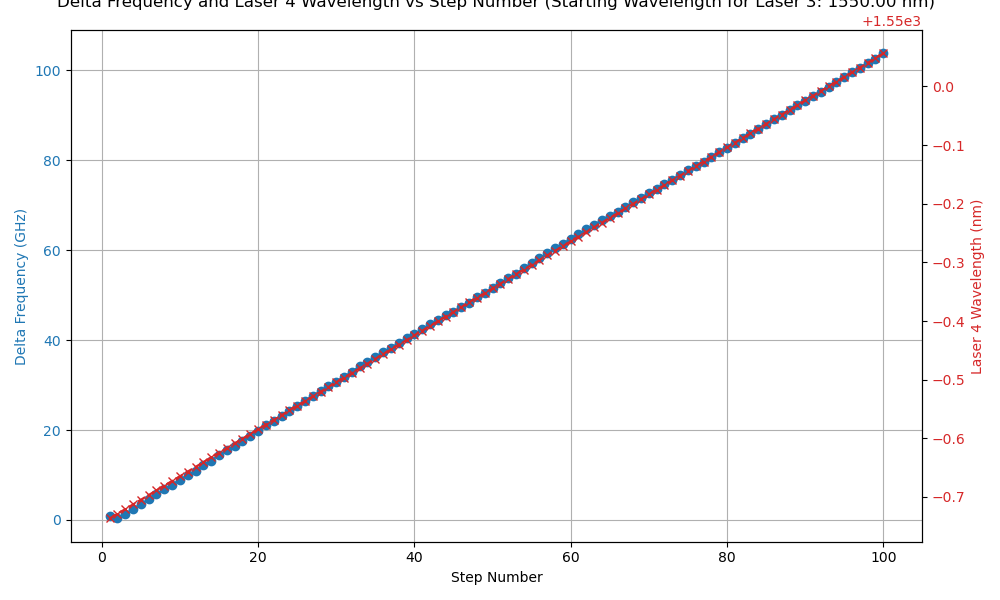 Delta Frequency and Laser 4 Wavelength vs Step Number (Starting Wavelength for Laser 3: 1550.00 nm)
+1.55e3
100
80
60
40
20
0
Delta Frequency (GHz)
0.0
−0.1
−0.2
−0.3
−0.4
−0.5
−0.6
−0.7
Laser 4 Wavelength (nm)
0 20 40 60 80 100
Step Number